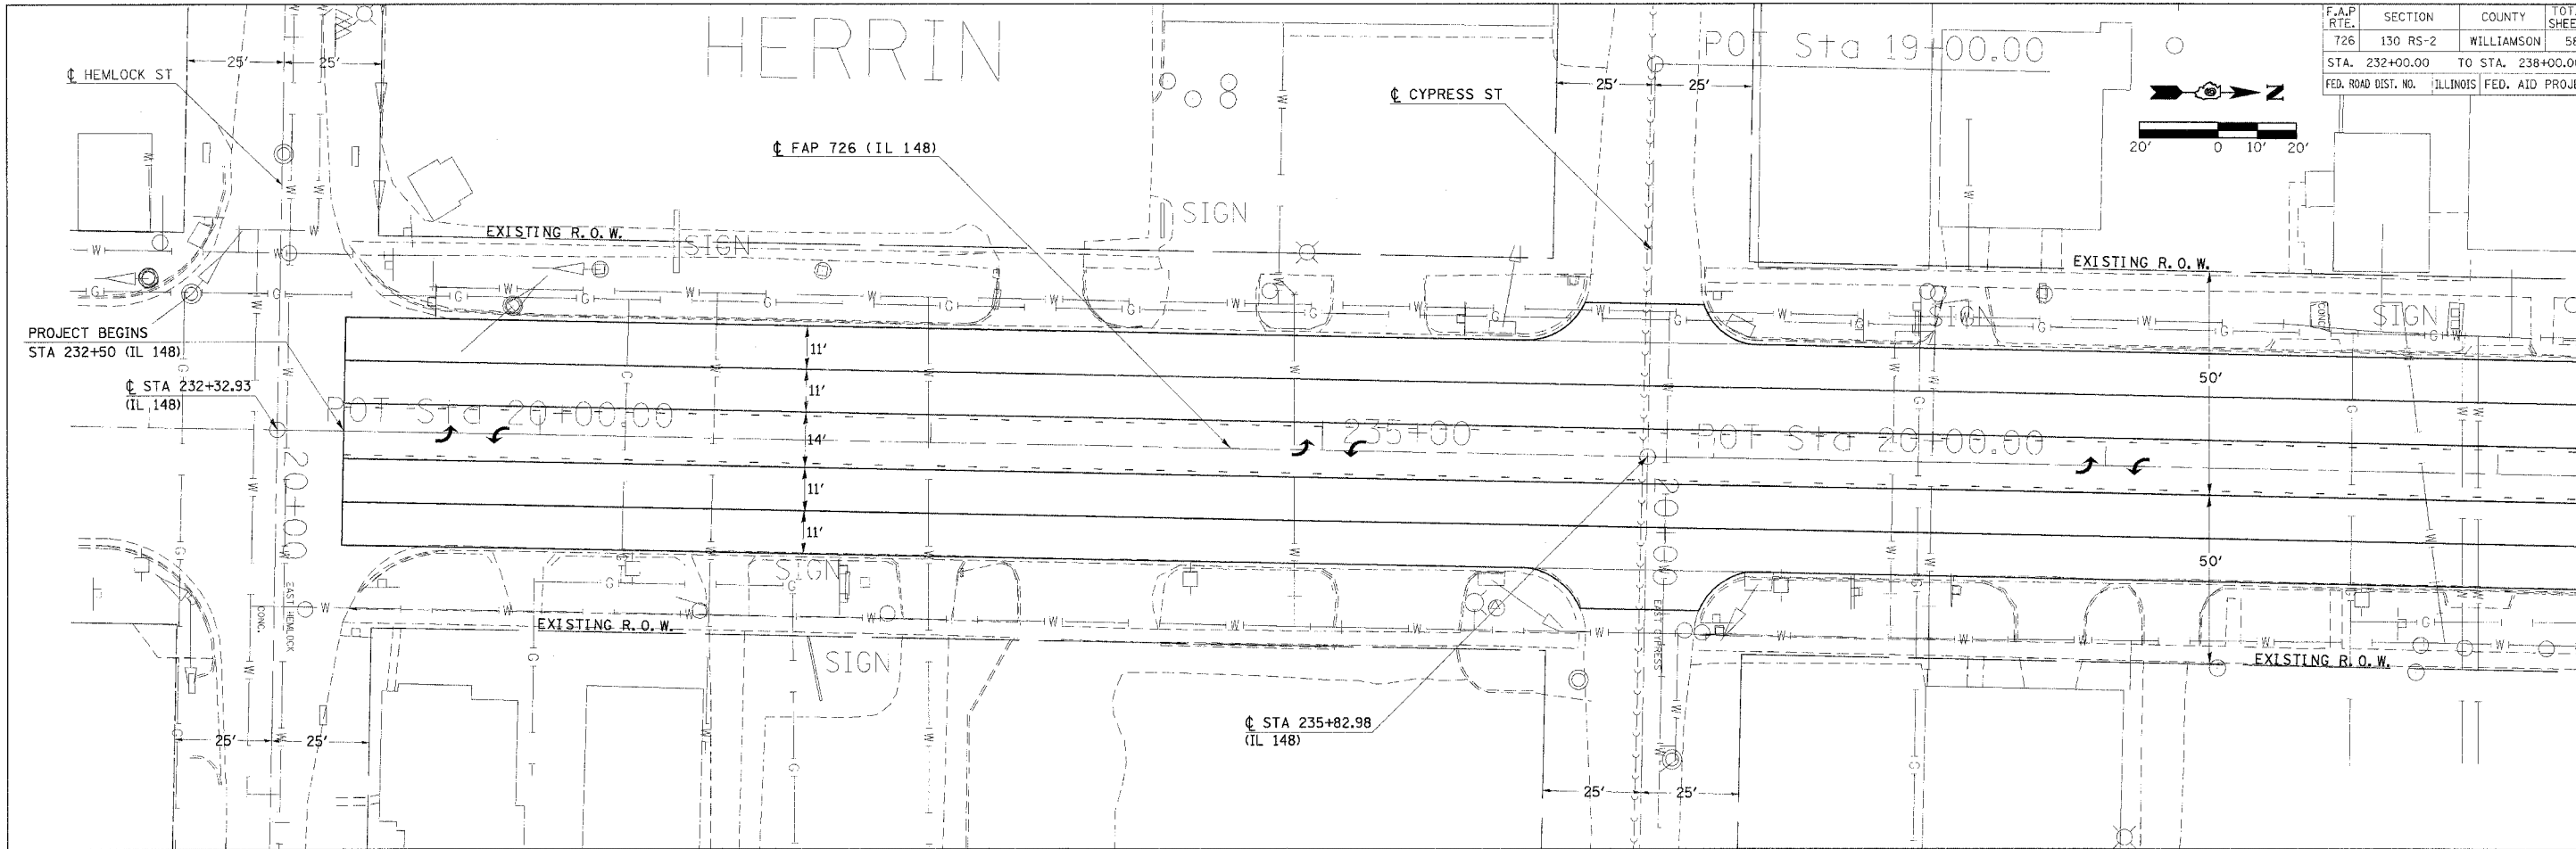 HERRIN
POT Sta 19+00.00
F.A.P RTE. SECTION COUNTY
726 130 RS-2 WILLIAMSON
STA. 232+00.00 TO STA. 238+00.00
FED. ROAD DIST. NO. ILLINOIS FED. AID
N
20' 0 10' 20'
25' 25'
℄ HEMLOCK ST
℄ FAP 726 (IL 148)
℄ CYPRESS ST
25' 25'
SIGN
EXISTING R.O.W.
SIGN
EXISTING R.O.W.
SIGN
CONC
SIGN
PROJECT BEGINS
STA 232+50 (IL 148)
℄ STA 232+32.93
(IL 148)
POT Sta 20+00.00
235+00
POT Sta 20+00.00
11'
11'
14'
11'
11'
50'
50'
20+00
20+00
EAST HEMLOCK
CONC.
EAST CYPRESS
SIGN
EXISTING R.O.W.
SIGN
EXISTING R.O.W.
℄ STA 235+82.98
(IL 148)
25' 25'
25' 25'